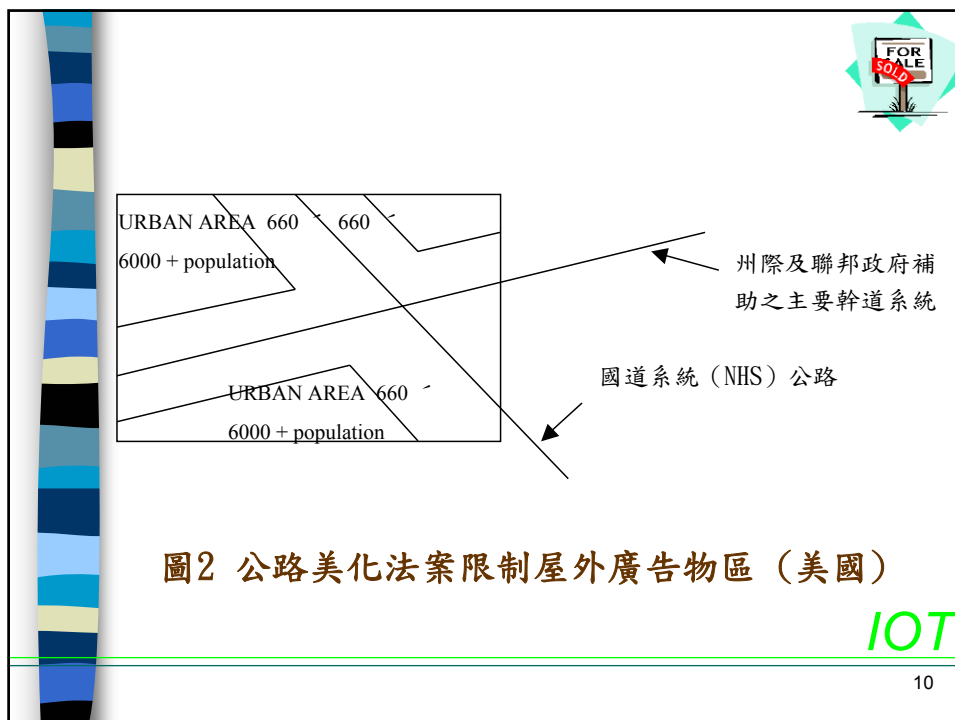 FOR
SALE
SOLD
URBAN AREA 660 ´ 660 ´
6000 + population
州際及聯邦政府補
助之主要幹道系統
國道系統（NHS）公路
URBAN AREA 660 ´
6000 + population
圖2 公路美化法案限制屋外廣告物區（美國）
IOT
10